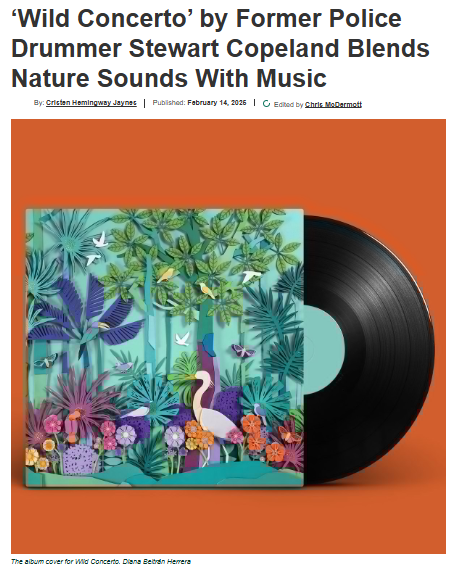 ‘Wild Concerto’ by Former Police
Drummer Stewart Copeland Blends
Nature Sounds With Music
By: Cristen Hemingway Jaynes | Published: February 14, 2025 | Edited by Chris McDermott
The album cover for Wild Concerto. Diana Beltrán Herrera